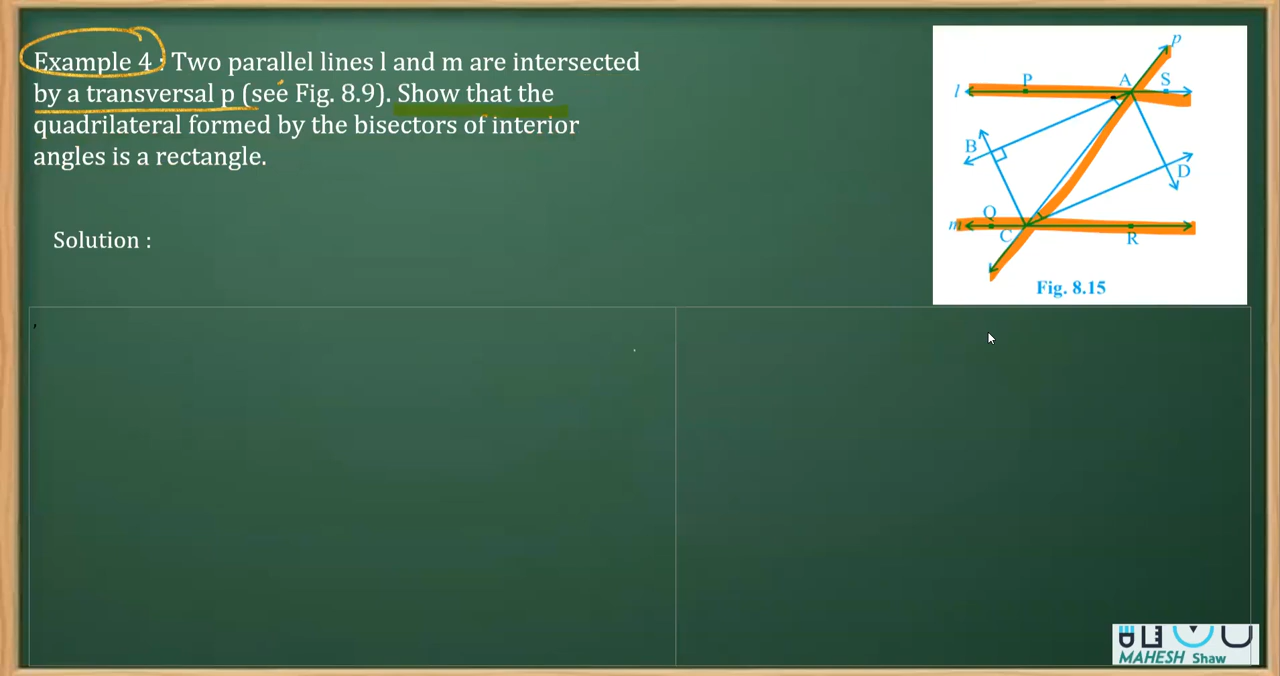 Example 4 : Two parallel lines l and m are intersected
by a transversal p (see Fig. 8.9). Show that the
quadrilateral formed by the bisectors of interior
angles is a rectangle.
Solution :
p
l P A S
B
D
m Q C R
Fig. 8.15
MAHESH Shaw